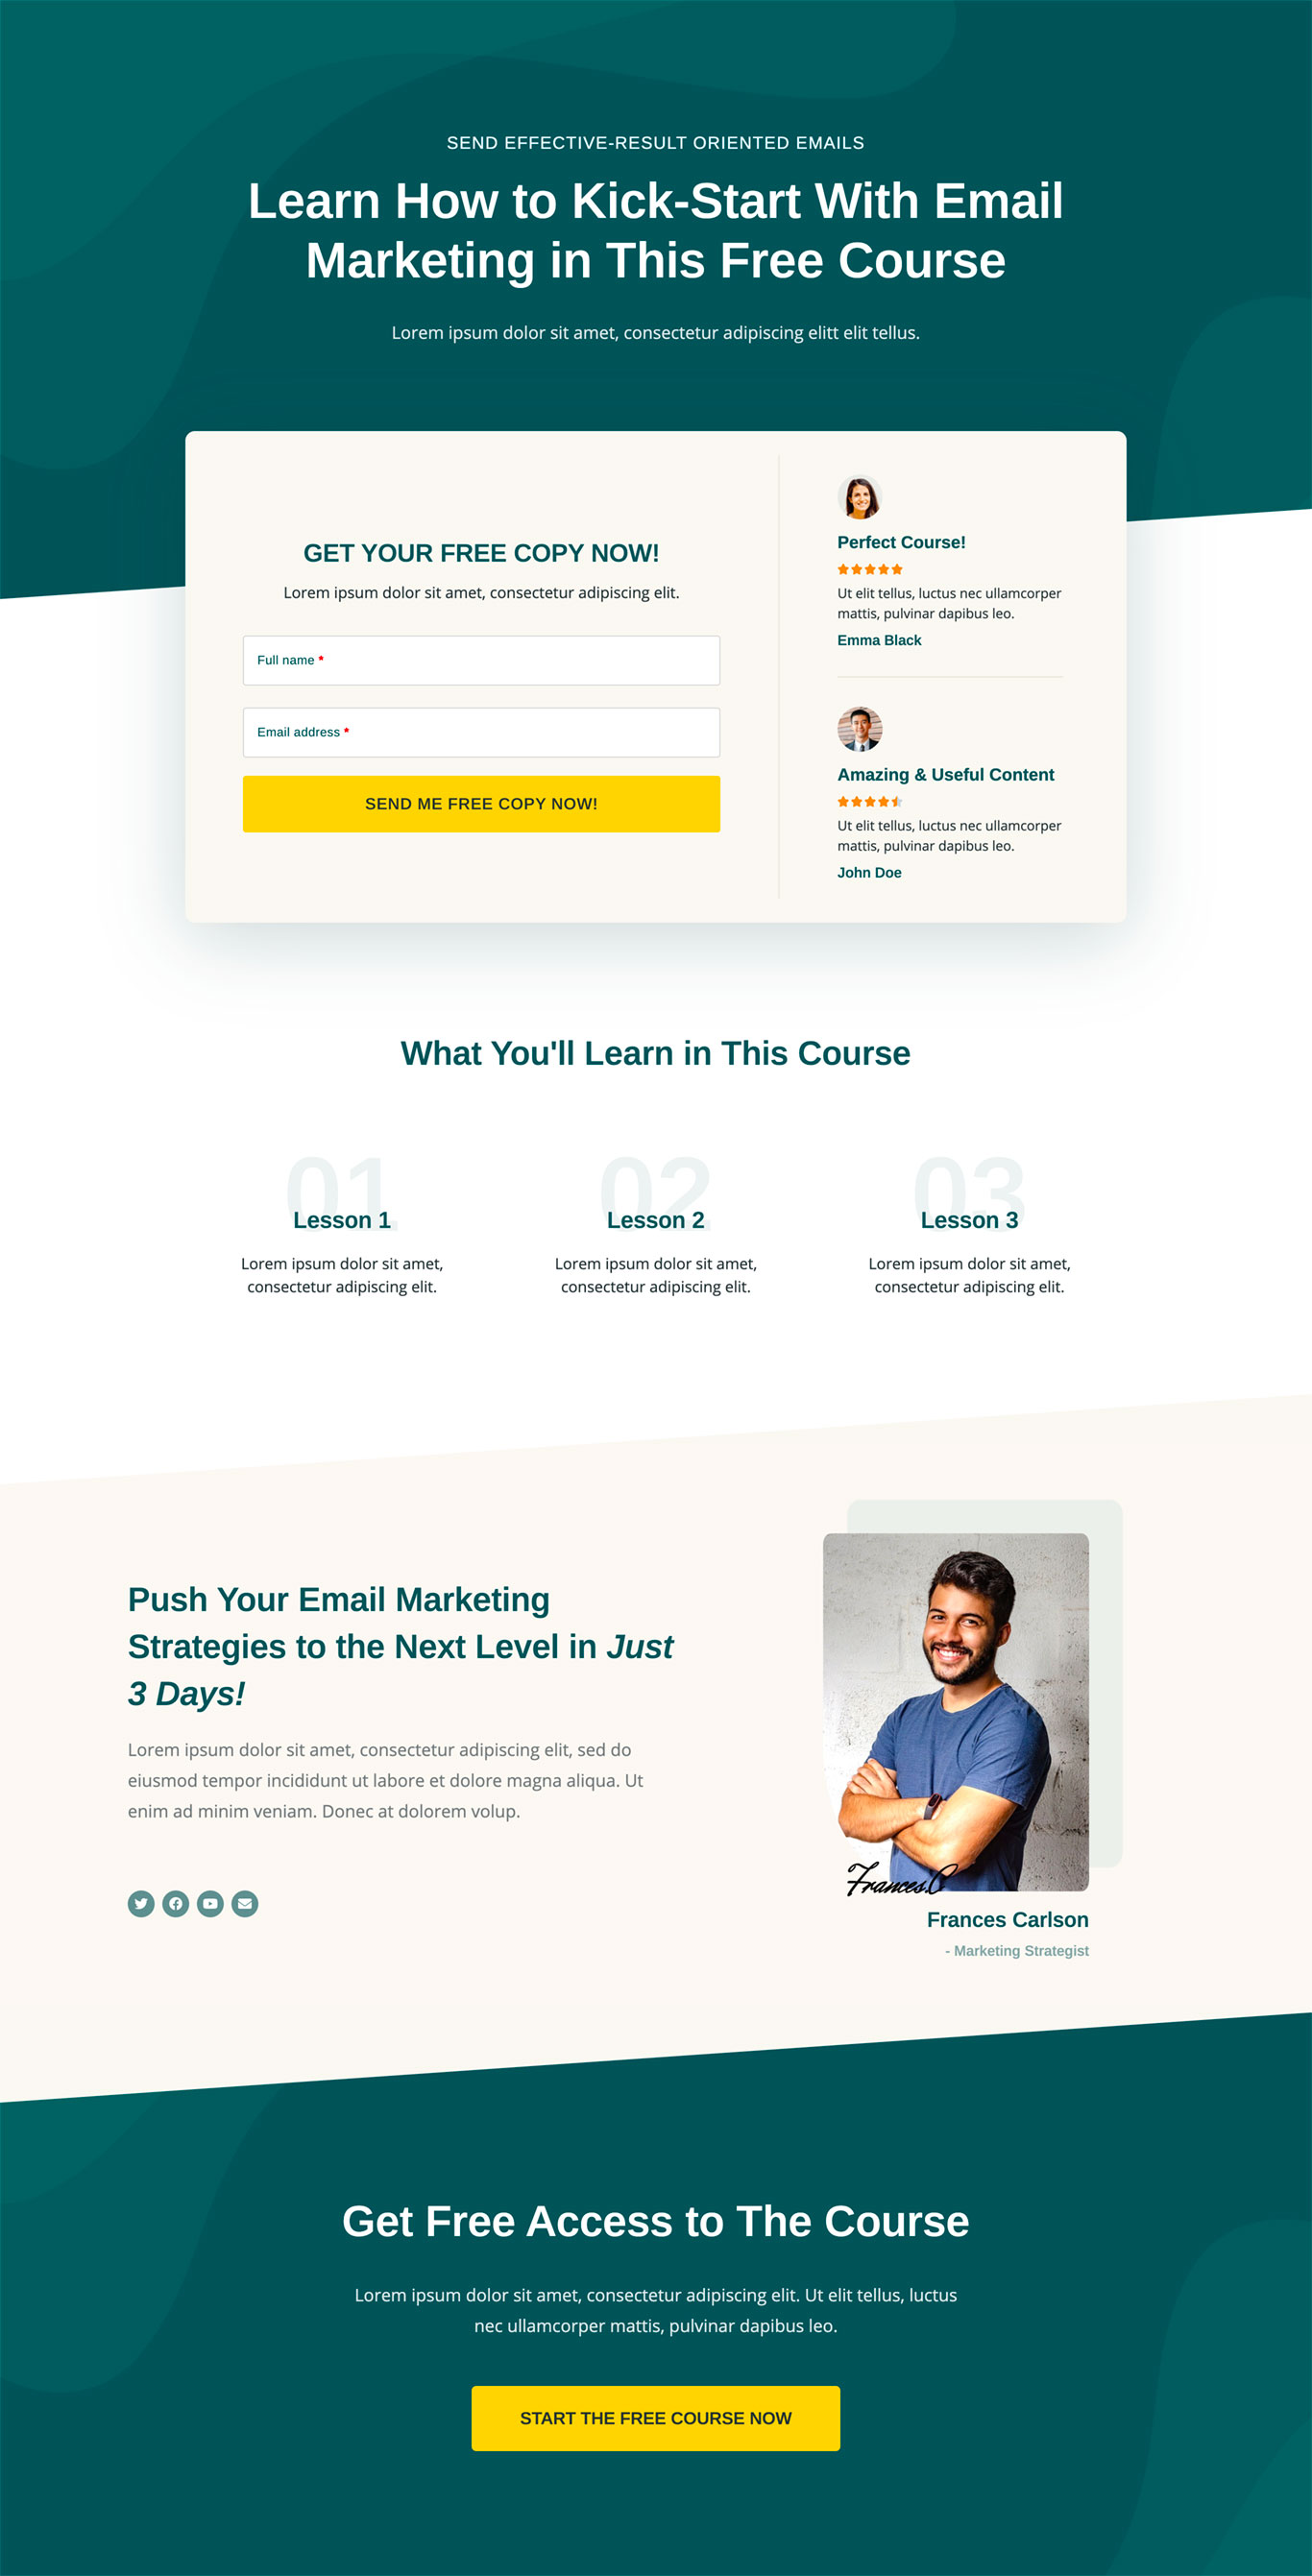 SEND EFFECTIVE-RESULT ORIENTED EMAILS
Learn How to Kick-Start With Email
Marketing in This Free Course
Lorem ipsum dolor sit amet, consectetur adipiscing elitt elit tellus.
GET YOUR FREE COPY NOW!
Lorem ipsum dolor sit amet, consectetur adipiscing elit.
Full name *
Email address *
SEND ME FREE COPY NOW!
Perfect Course!
Ut elit tellus, luctus nec ullamcorper
mattis, pulvinar dapibus leo.
Emma Black
Amazing & Useful Content
Ut elit tellus, luctus nec ullamcorper
mattis, pulvinar dapibus leo.
John Doe
What You'll Learn in This Course
01
Lesson 1
Lorem ipsum dolor sit amet,
consectetur adipiscing elit.
02
Lesson 2
Lorem ipsum dolor sit amet,
consectetur adipiscing elit.
03
Lesson 3
Lorem ipsum dolor sit amet,
consectetur adipiscing elit.
Push Your Email Marketing
Strategies to the Next Level in Just
3 Days!
Lorem ipsum dolor sit amet, consectetur adipiscing elit, sed do
eiusmod tempor incididunt ut labore et dolore magna aliqua. Ut
enim ad minim veniam. Donec at dolorem volup.
Frances.C
Frances Carlson
- Marketing Strategist
Get Free Access to The Course
Lorem ipsum dolor sit amet, consectetur adipiscing elit. Ut elit tellus, luctus
nec ullamcorper mattis, pulvinar dapibus leo.
START THE FREE COURSE NOW